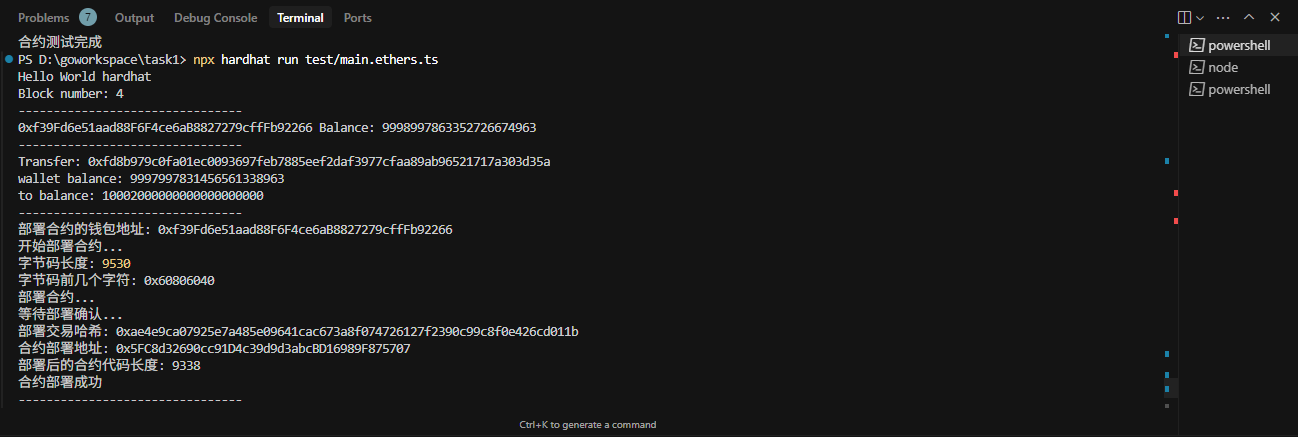 Problems 7 Output Debug Console Terminal Ports
合约测试完成
PS D:\goworkspace\task1> npx hardhat run test/main.ethers.ts
Hello World hardhat
Block number: 4
--------------------------------
0xf39Fd6e51aad88F6F4ce6aB8827279cffFb92266 Balance: 9998997863352726674963
--------------------------------
Transfer: 0xfd8b979c0fa01ec0093697feb7885eef2daf3977cfaa89ab96521717a303d35a
wallet balance: 9997997831456561338963
to balance: 10002000000000000000000
--------------------------------
部署合约的钱包地址: 0xf39Fd6e51aad88F6F4ce6aB8827279cffFb92266
开始部署合约...
字节码长度: 9530
字节码前几个字符: 0x60806040
部署合约...
等待部署确认...
部署交易哈希: 0xae4e9ca07925e7a485e09641cac673a8f074726127f2390c99c8f0e426cd011b
合约部署地址: 0x5FC8d32690cc91D4c39d9d3abcBD16989F875707
部署后的合约代码长度: 9338
合约部署成功
--------------------------------
Ctrl+K to generate a command
powershell
node
powershell